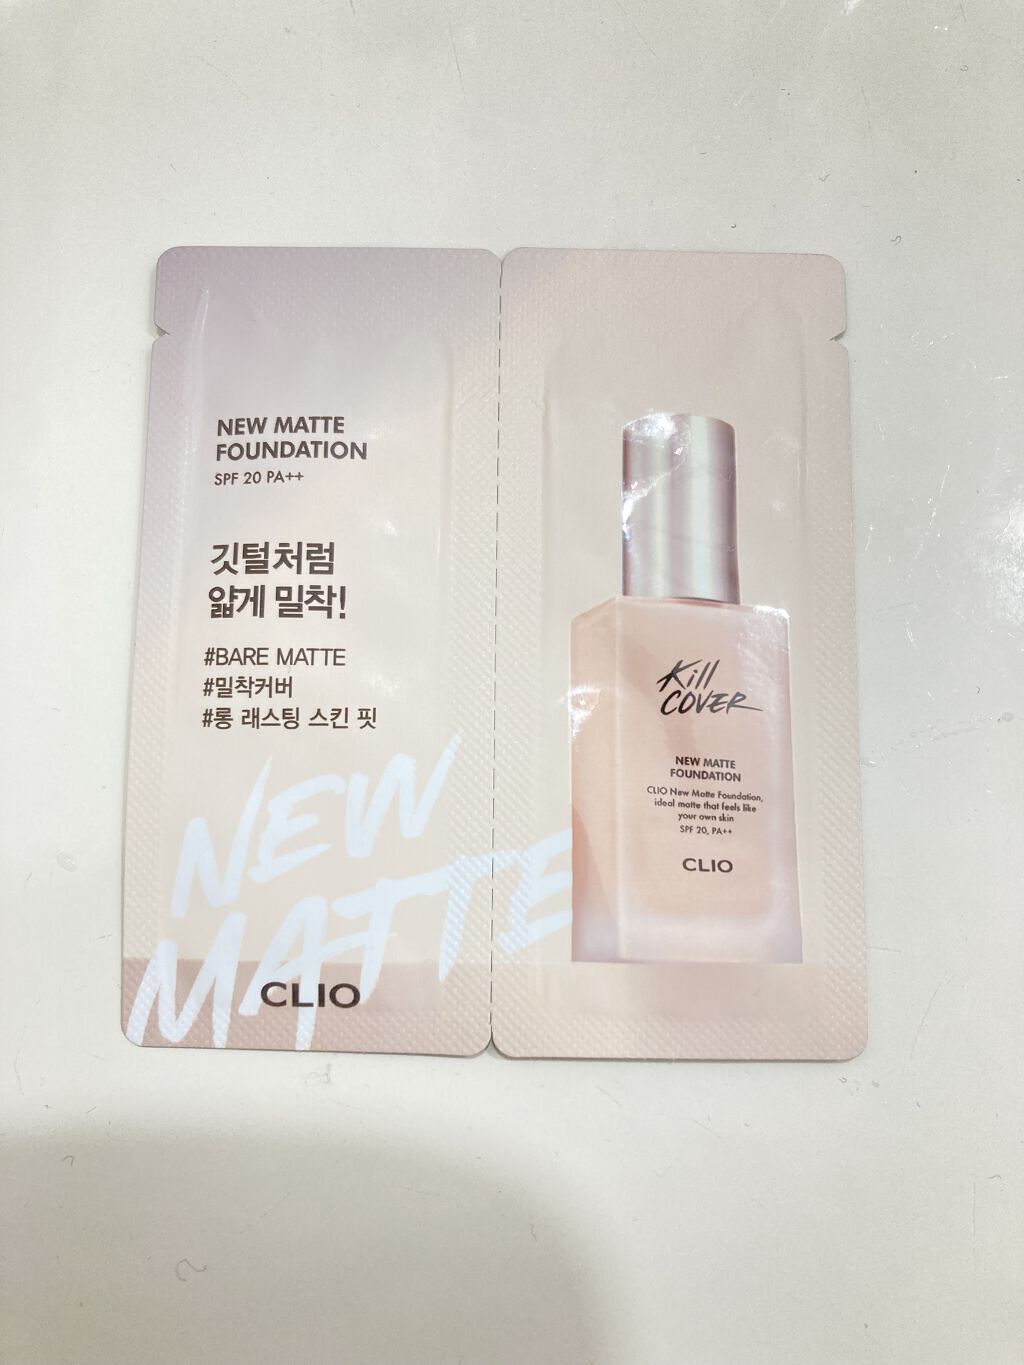 NEW MATTE
FOUNDATION
SPF 20 PA++
깃털처럼
얇게 밀착!
#BARE MATTE
#밀착커버
#롱 래스팅 스킨 핏
NEW
MATTE
CLIO
Kill
COVER
NEW MATTE
FOUNDATION
CLIO New Matte Foundation,
ideal matte that feels like
your own skin
SPF 20, PA++
CLIO